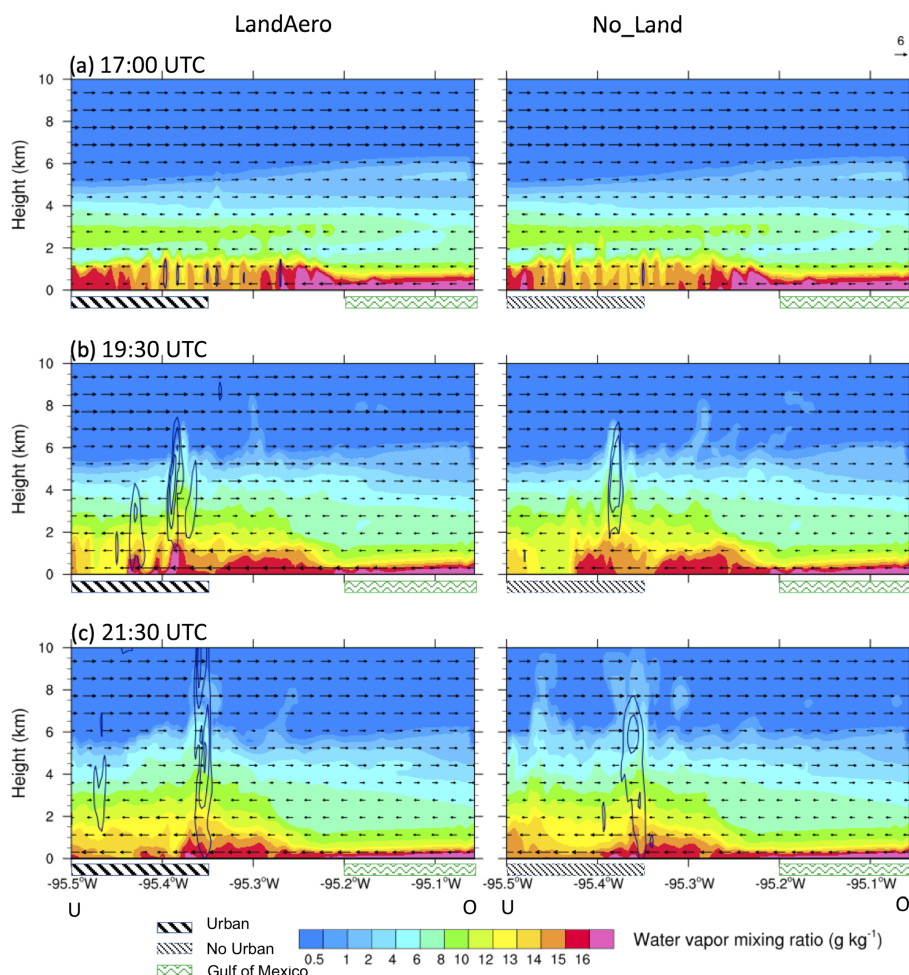 LandAero No_Land
6
(a) 17:00 UTC
10
8
6
4
2
0
Height (km)
(b) 19:30 UTC
10
8
6
4
2
0
Height (km)
(c) 21:30 UTC
10
8
6
4
2
0
Height (km)
-95.5°W -95.4°W -95.3°W -95.2°W -95.1°W -95.5°W -95.4°W -95.3°W -95.2°W -95.1°W
U O U O
Urban
No Urban
Gulf of Mexico
0.5 1 2 4 6 8 10 12 13 14 15 16
Water vapor mixing ratio (g kg⁻¹)